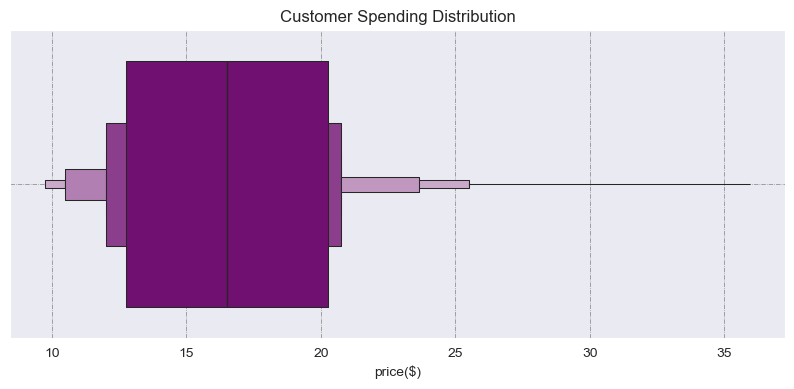 Customer Spending Distribution
10 15 20 25 30 35
price($)